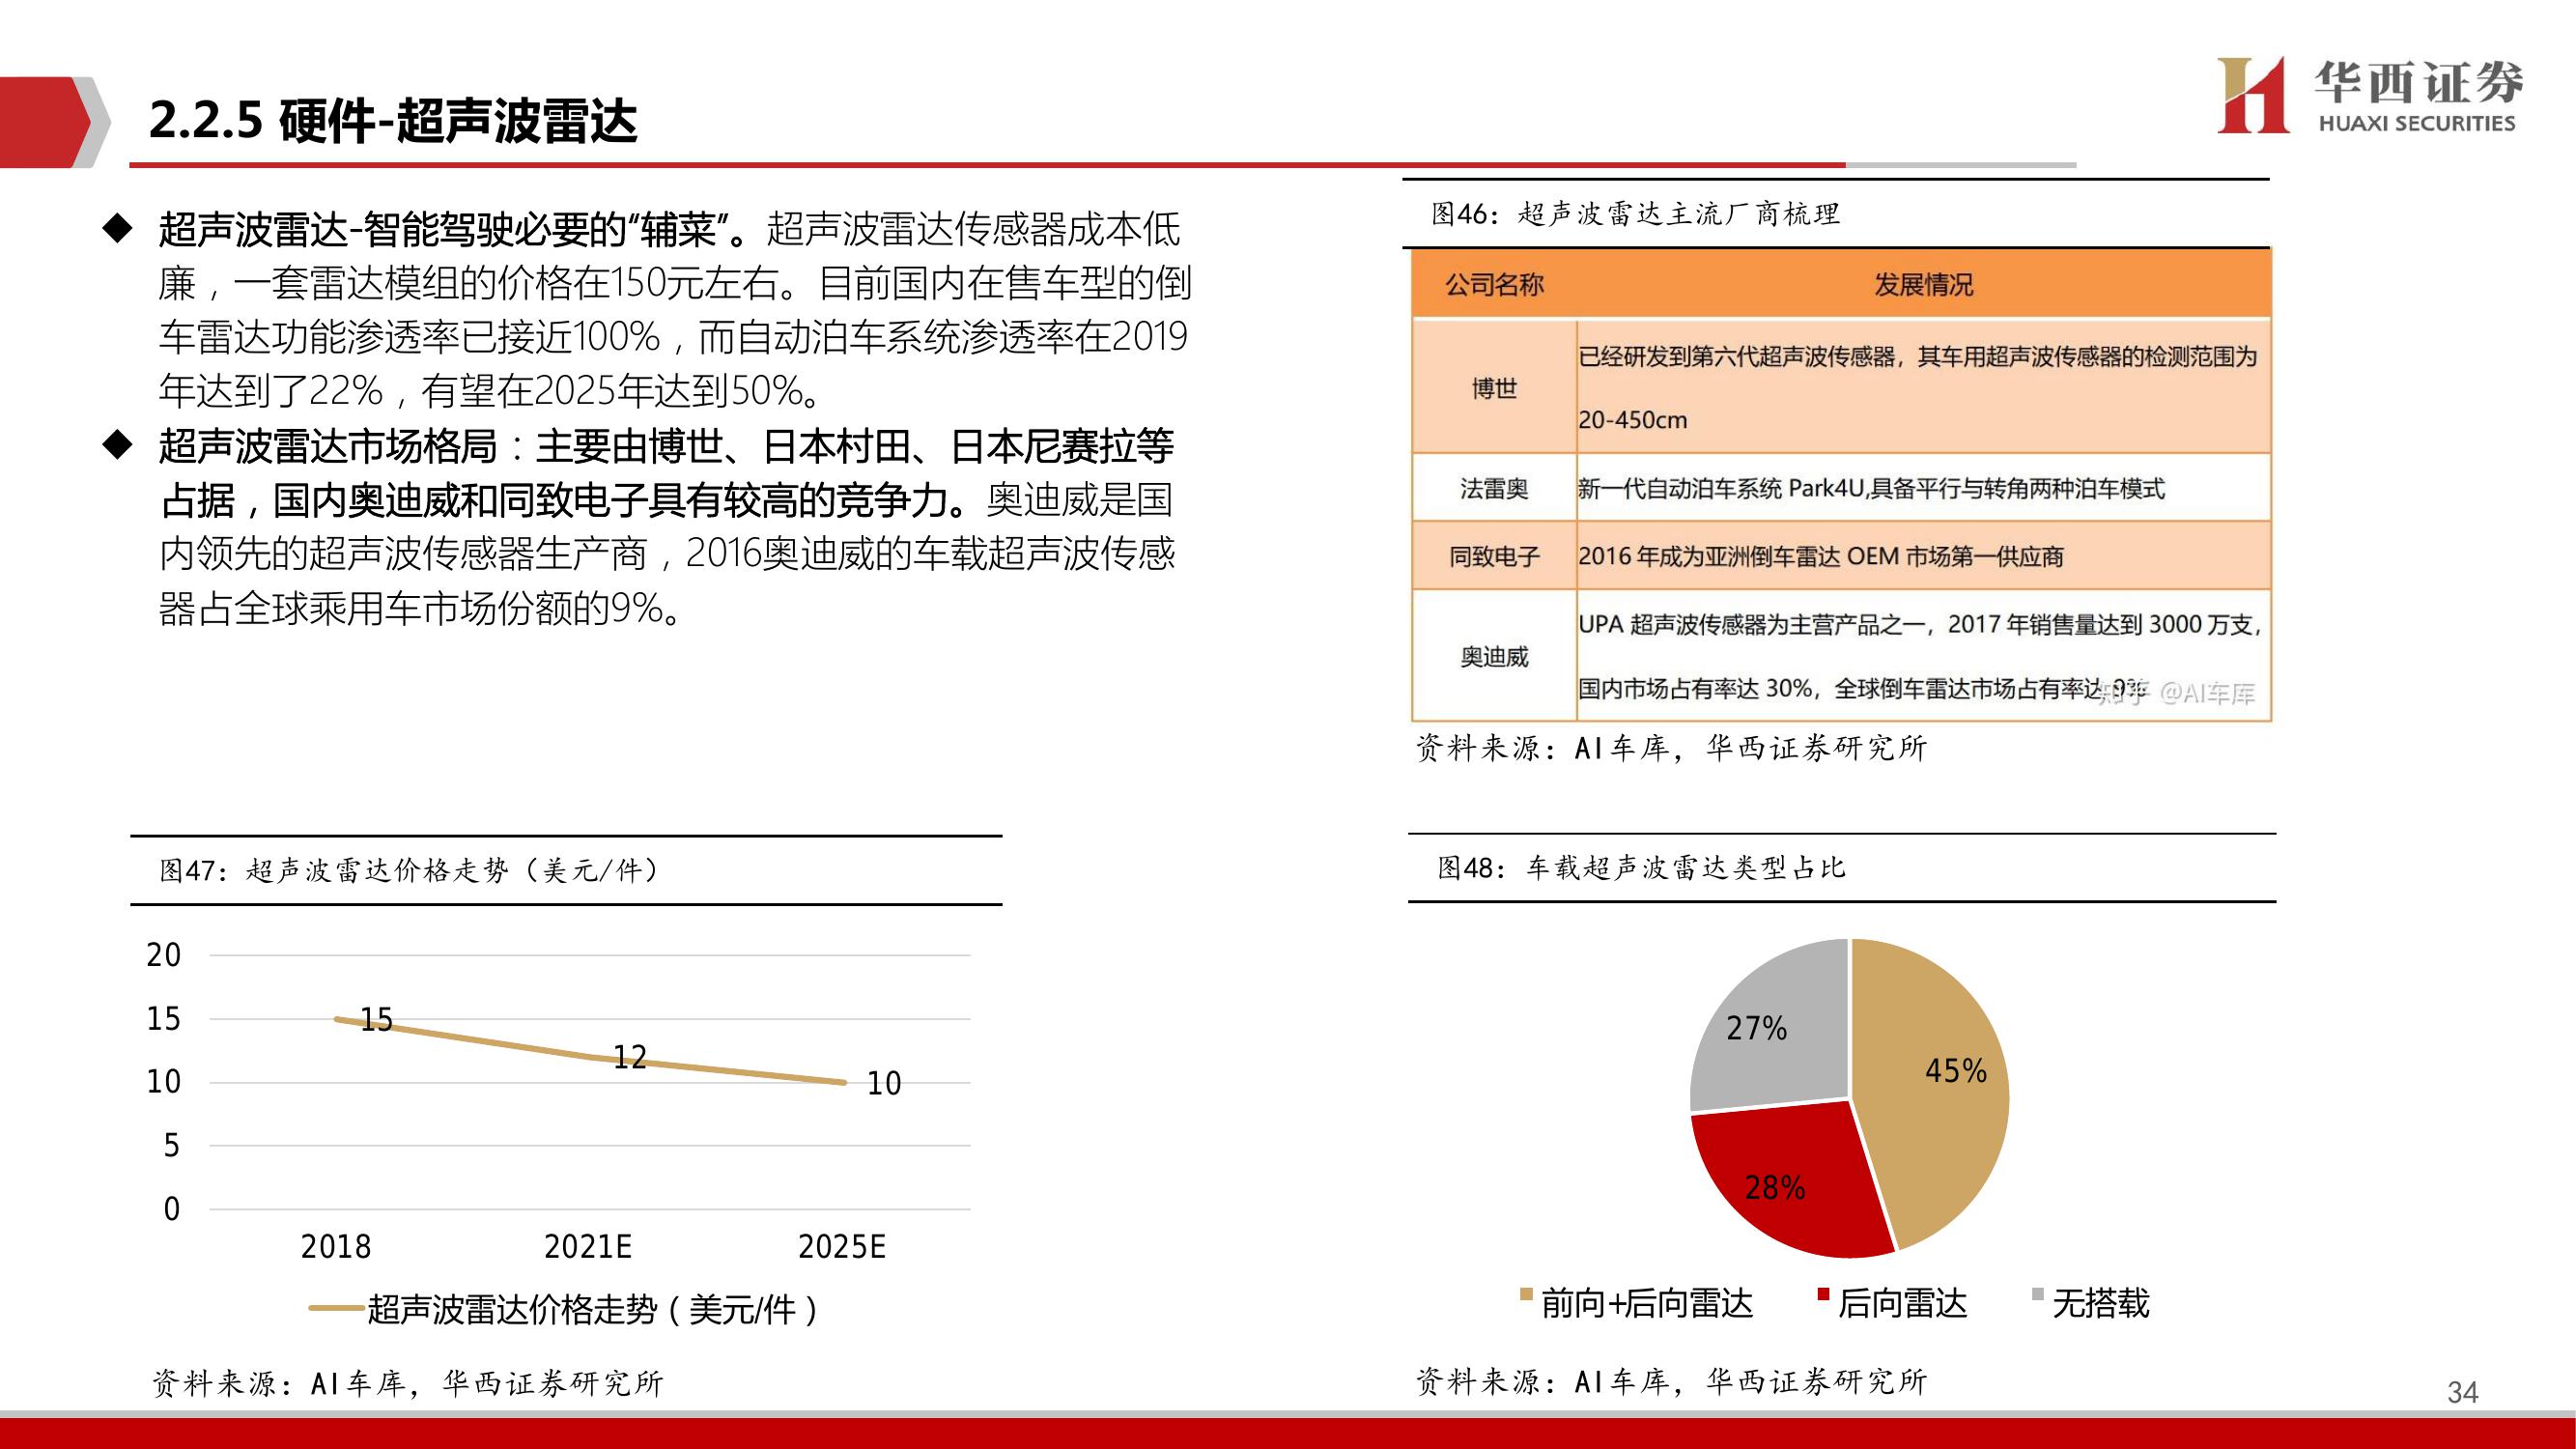 2.2.5 硬件-超声波雷达
华西证券
HUAXI SECURITIES
◆ 超声波雷达-智能驾驶必要的“辅菜”。超声波雷达传感器成本低
廉，一套雷达模组的价格在150元左右。目前国内在售车型的倒
车雷达功能渗透率已接近100%，而自动泊车系统渗透率在2019
年达到了22%，有望在2025年达到50%。
◆ 超声波雷达市场格局：主要由博世、日本村田、日本尼赛拉等
占据，国内奥迪威和同致电子具有较高的竞争力。奥迪威是国
内领先的超声波传感器生产商，2016奥迪威的车载超声波传感
器占全球乘用车市场份额的9%。
图46：超声波雷达主流厂商梳理
公司名称 发展情况
博世
已经研发到第六代超声波传感器，其车用超声波传感器的检测范围为
20-450cm
法雷奥 新一代自动泊车系统 Park4U,具备平行与转角两种泊车模式
同致电子 2016 年成为亚洲倒车雷达 OEM 市场第一供应商
奥迪威
UPA 超声波传感器为主营产品之一，2017 年销售量达到 3000 万支，
国内市场占有率达 30%，全球倒车雷达市场占有率达 9%
知乎 @AI车库
资料来源：AI车库，华西证券研究所
图47：超声波雷达价格走势（美元/件）
20
15
10
5
0
15
12
10
2018 2021E 2025E
超声波雷达价格走势（美元/件）
资料来源：AI车库，华西证券研究所
图48：车载超声波雷达类型占比
27%
45%
28%
前向+后向雷达 后向雷达 无搭载
资料来源：AI车库，华西证券研究所
34